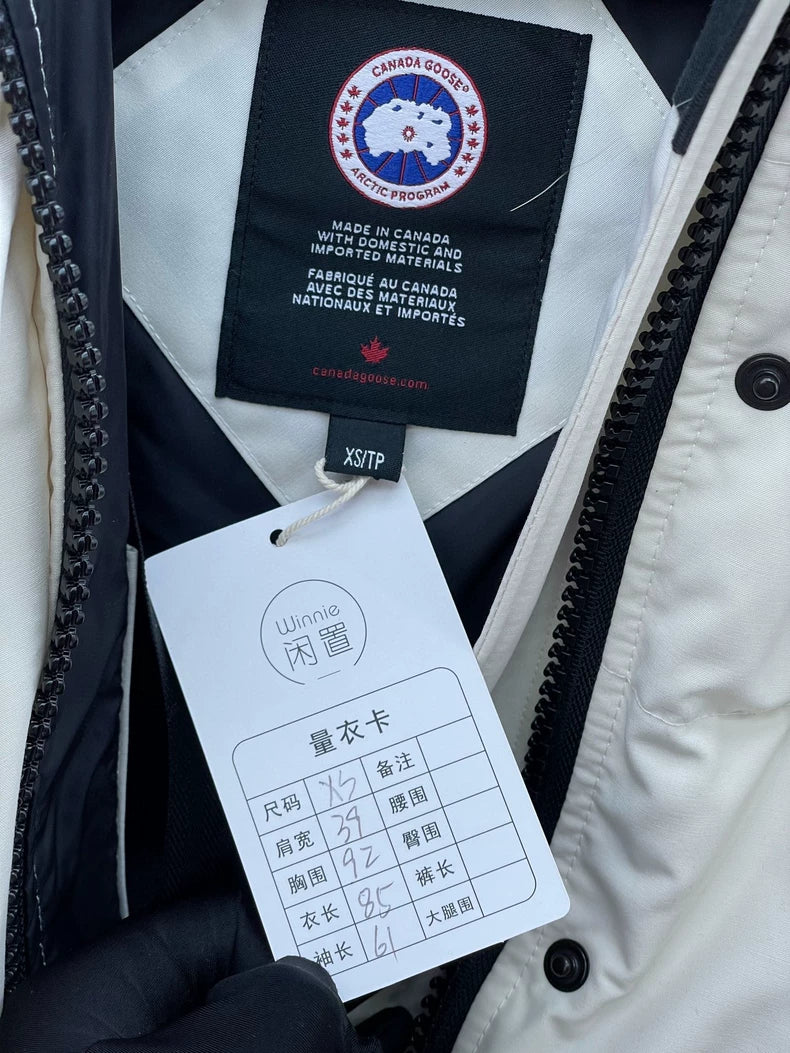 CANADA GOOSE®
ARCTIC PROGRAM
MADE IN CANADA
WITH DOMESTIC AND
IMPORTED MATERIALS
FABRIQUÉ AU CANADA
AVEC DES MATERIAUX
NATIONAUX ET IMPORTÉS
canadagoose.com
XS/TP
Winnie
闲置
量衣卡
尺码 XS 备注
肩宽 39 腰围
胸围 92 臀围
衣长 85 裤长
袖长 61 大腿围